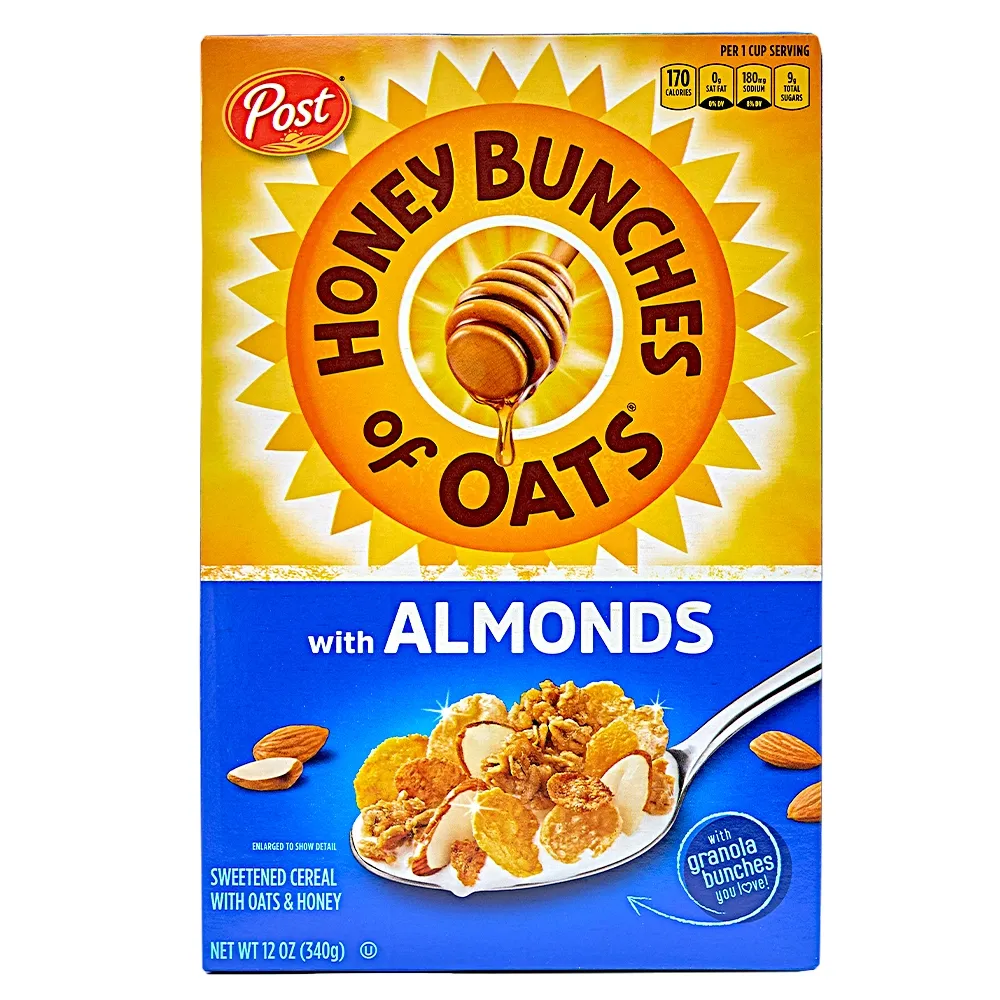 Post®
PER 1 CUP SERVING
170
CALORIES
0g
SAT FAT
0% DV
180mg
SODIUM
8% DV
9g
TOTAL
SUGARS
HONEY BUNCHES
of OATS®
with ALMONDS
ENLARGED TO SHOW DETAIL
SWEETENED CEREAL
WITH OATS & HONEY
with
granola
bunches
you love!
NET WT 12 OZ (340g) U